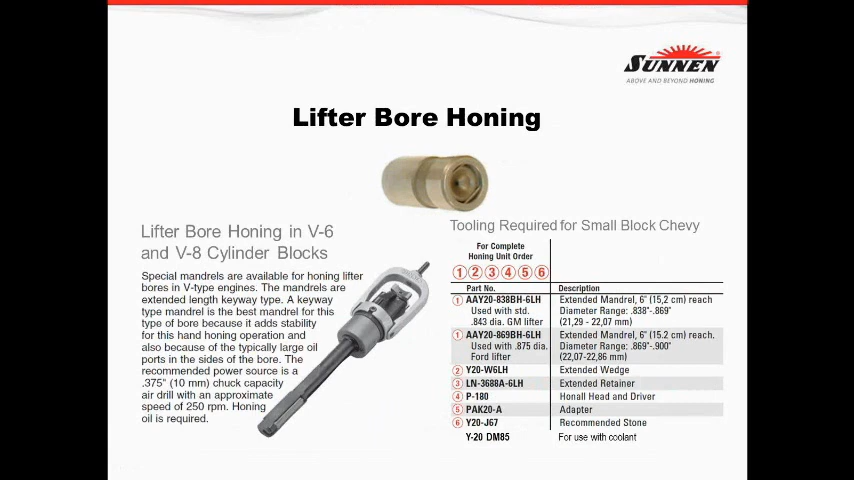 SUNNEN®
ABOVE AND BEYOND HONING
Lifter Bore Honing
Lifter Bore Honing in V-6
and V-8 Cylinder Blocks
Special mandrels are available for honing lifter
bores in V-type engines. The mandrels are
extended length keyway type. A keyway
type mandrel is the best mandrel for this
type of bore because it adds stability
for this hand honing operation and
also because of the typically large oil
ports in the sides of the bore. The
recommended power source is a
.375" (10 mm) chuck capacity
air drill with an approximate
speed of 250 rpm. Honing
oil is required.
Tooling Required for Small Block Chevy
For Complete
Honing Unit Order
1 2 3 4 5 6
Part No. Description
1 AAY20-838BH-6LH Extended Mandrel, 6" (15,2 cm) reach
Used with std. Diameter Range: .838"-.869"
.843 dia. GM lifter (21,29 - 22,07 mm)
1 AAY20-869BH-6LH Extended Mandrel, 6" (15.2 cm) reach.
Used with .875 dia. Diameter Range: .869"-.900"
Ford lifter (22,07-22,86 mm)
2 Y20-W6LH Extended Wedge
3 LN-3688A-6LH Extended Retainer
4 P-180 Honall Head and Driver
5 PAK20-A Adapter
6 Y20-J67 Recommended Stone
Y-20 DM85 For use with coolant